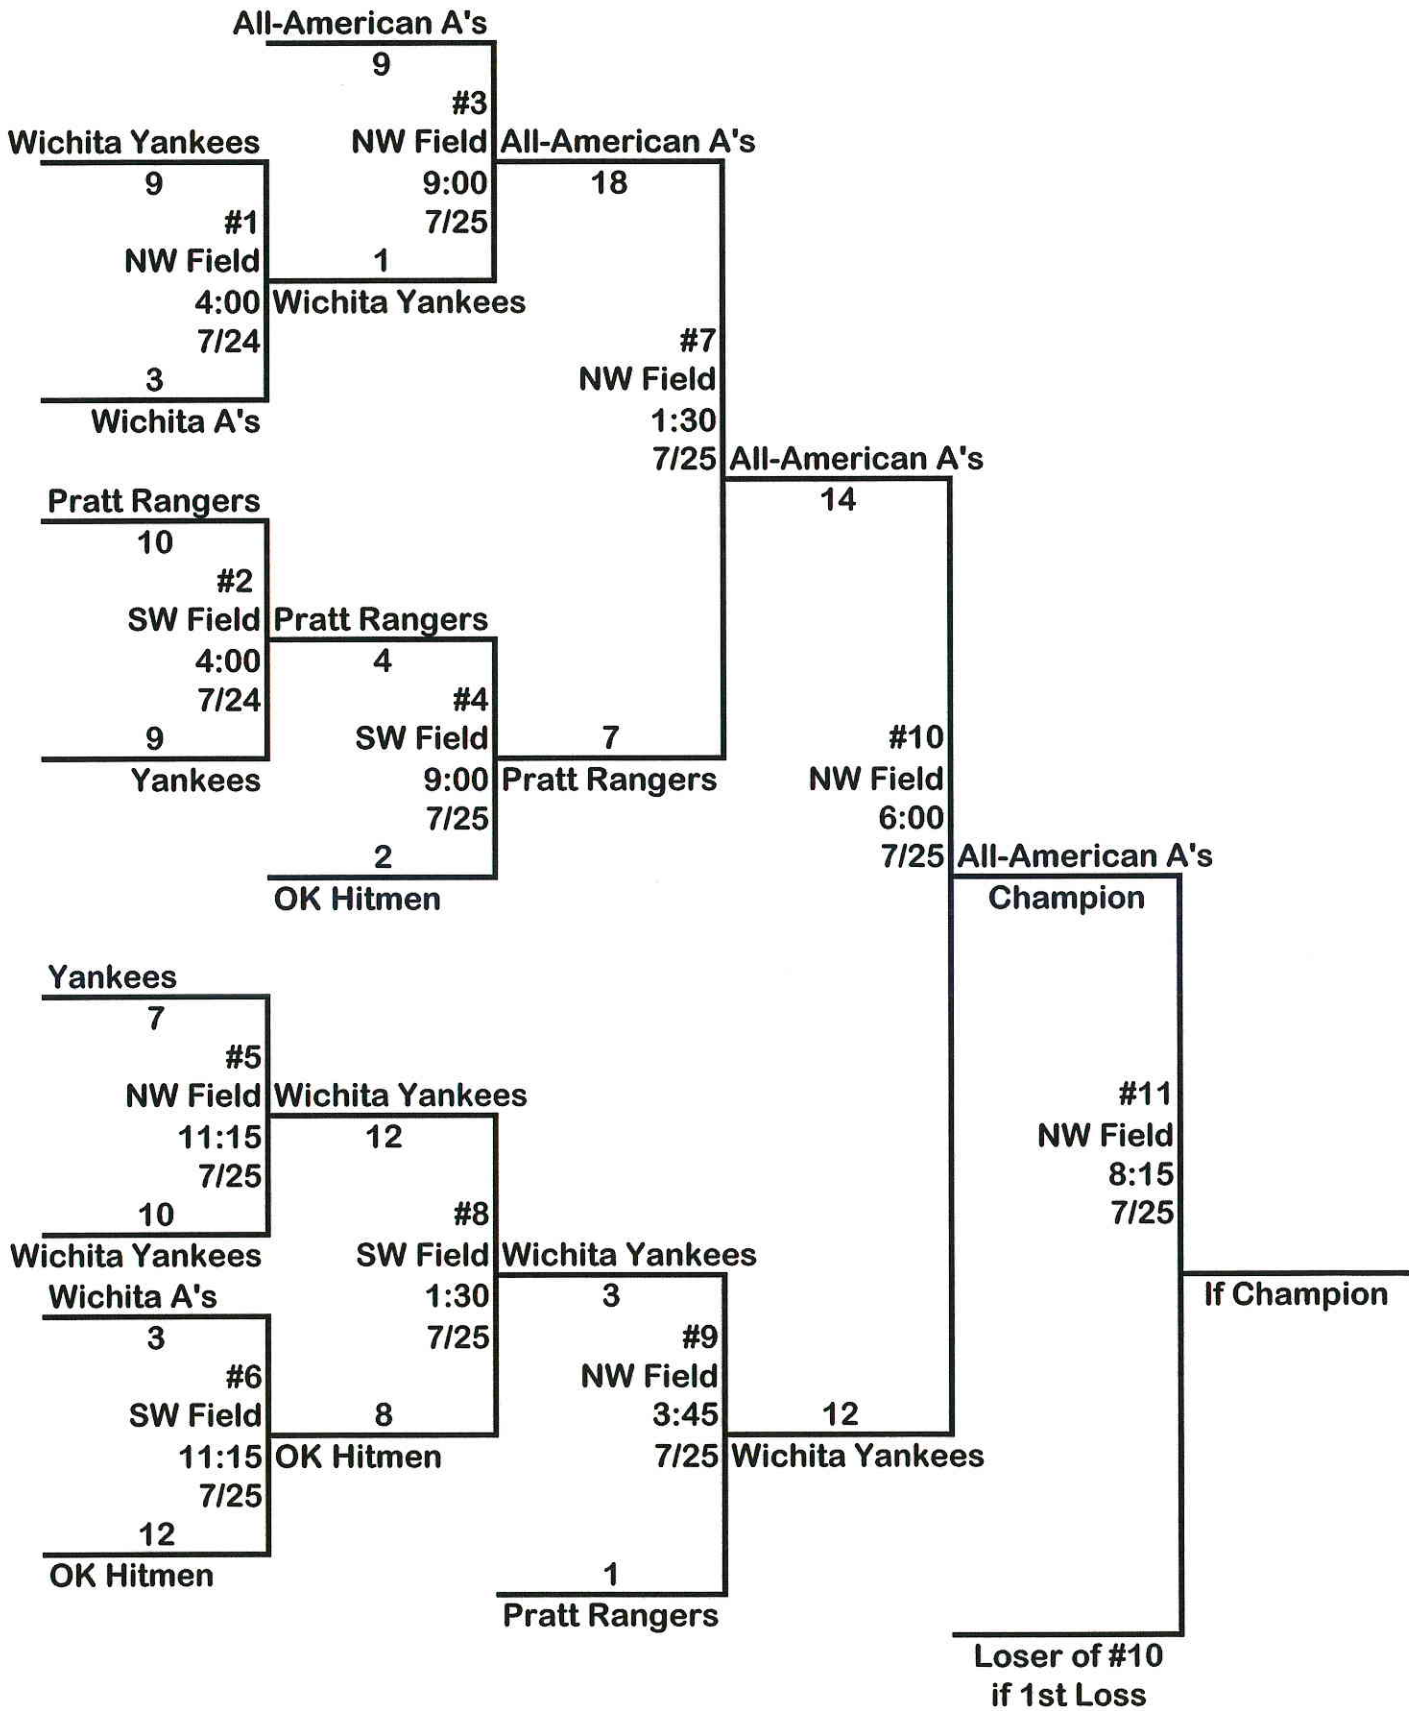 All-American A's
9
#3
NW Field
9:00
7/25
1
Wichita Yankees
Wichita Yankees
9
#1
NW Field
4:00
7/24
3
Wichita A's
All-American A's
18
#7
NW Field
1:30
7/25
7
Pratt Rangers
Pratt Rangers
10
#2
SW Field
4:00
7/24
9
Yankees
Pratt Rangers
4
#4
SW Field
9:00
7/25
2
OK Hitmen
All-American A's
14
#10
NW Field
6:00
7/25
12
Wichita Yankees
All-American A's
Champion
#11
NW Field
8:15
7/25
If Champion
Loser of #10
if 1st Loss
Yankees
7
#5
NW Field
11:15
7/25
10
Wichita Yankees
Wichita A's
3
#6
SW Field
11:15
7/25
12
OK Hitmen
Wichita Yankees
12
#8
SW Field
1:30
7/25
8
OK Hitmen
Wichita Yankees
3
#9
NW Field
3:45
7/25
1
Pratt Rangers